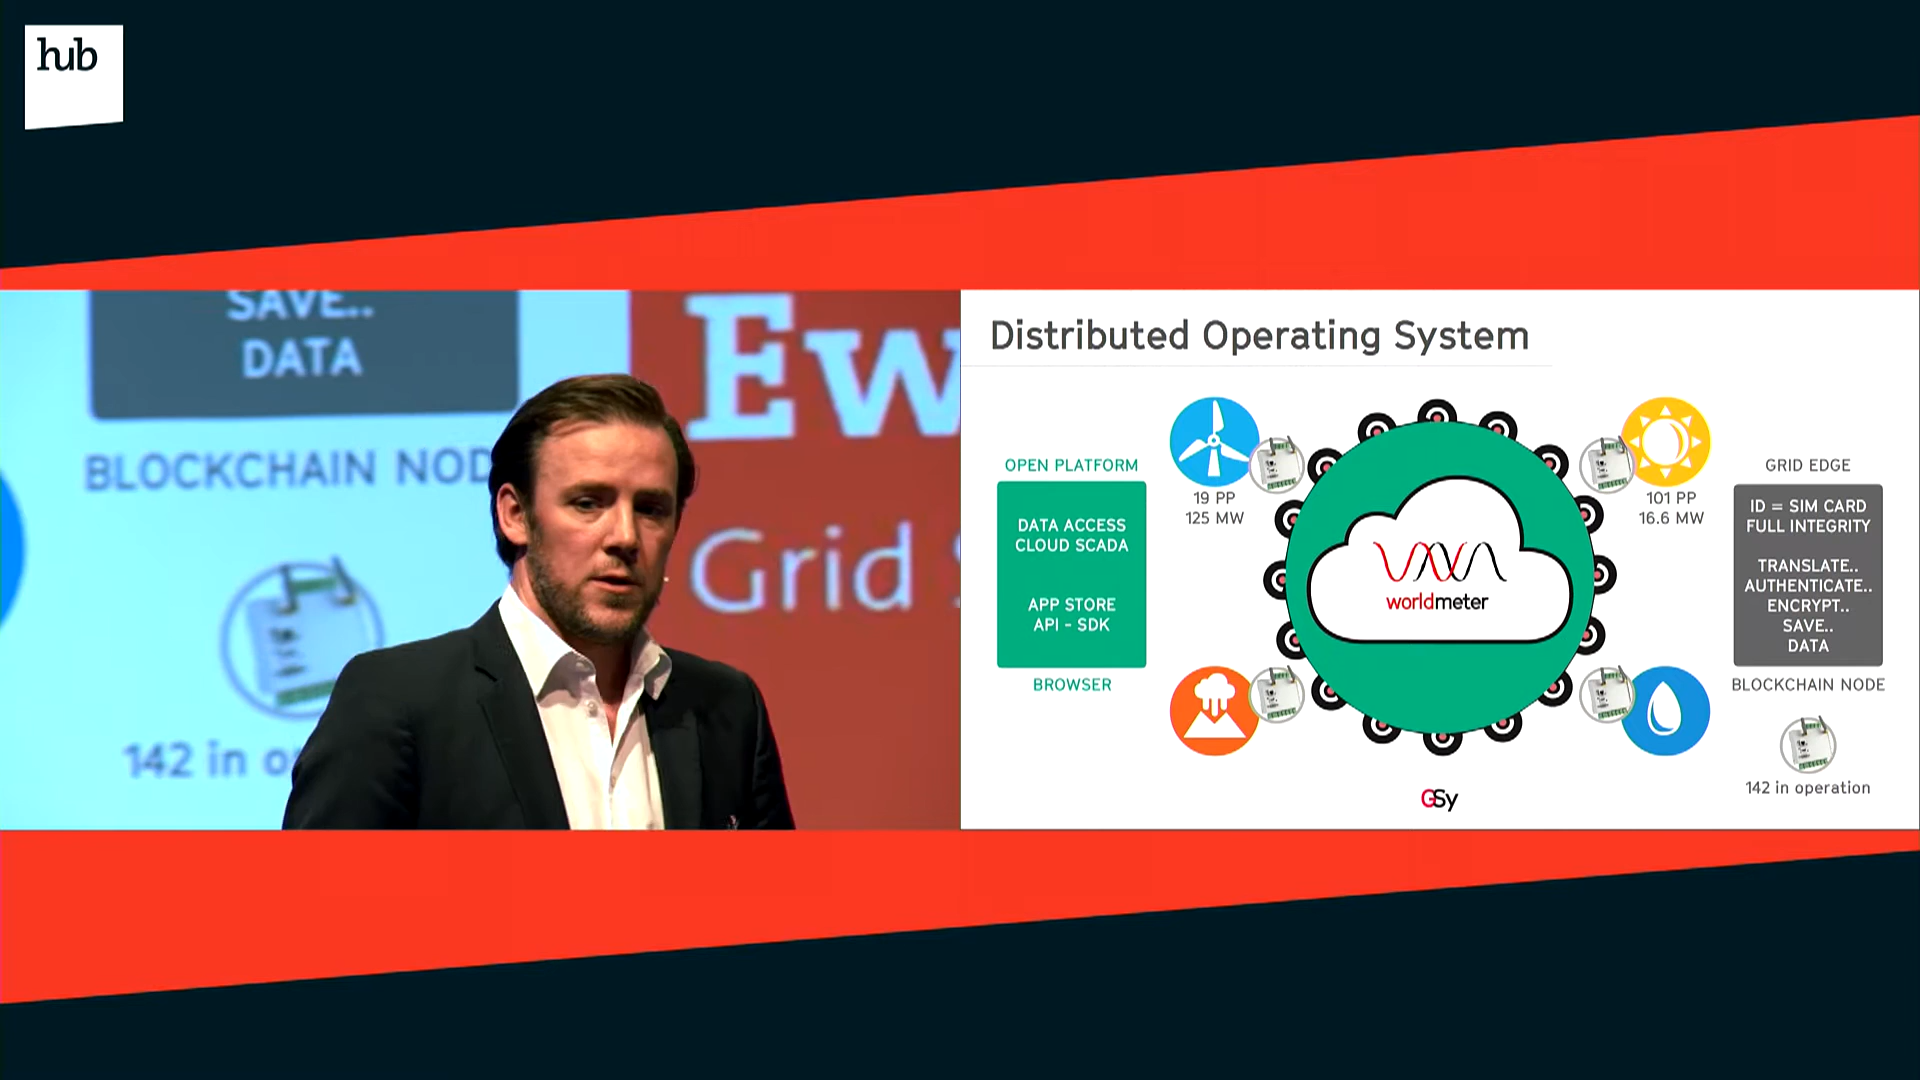 hub
SAVE..
DATA
BLOCKCHAIN NOD
142 in o
Ew
Grid
Distributed Operating System
OPEN PLATFORM
DATA ACCESS
CLOUD SCADA
APP STORE
API - SDK
BROWSER
19 PP
125 MW
worldmeter
101 PP
16.6 MW
GRID EDGE
ID = SIM CARD
FULL INTEGRITY
TRANSLATE..
AUTHENTICATE..
ENCRYPT..
SAVE..
DATA
BLOCKCHAIN NODE
142 in operation
GSy